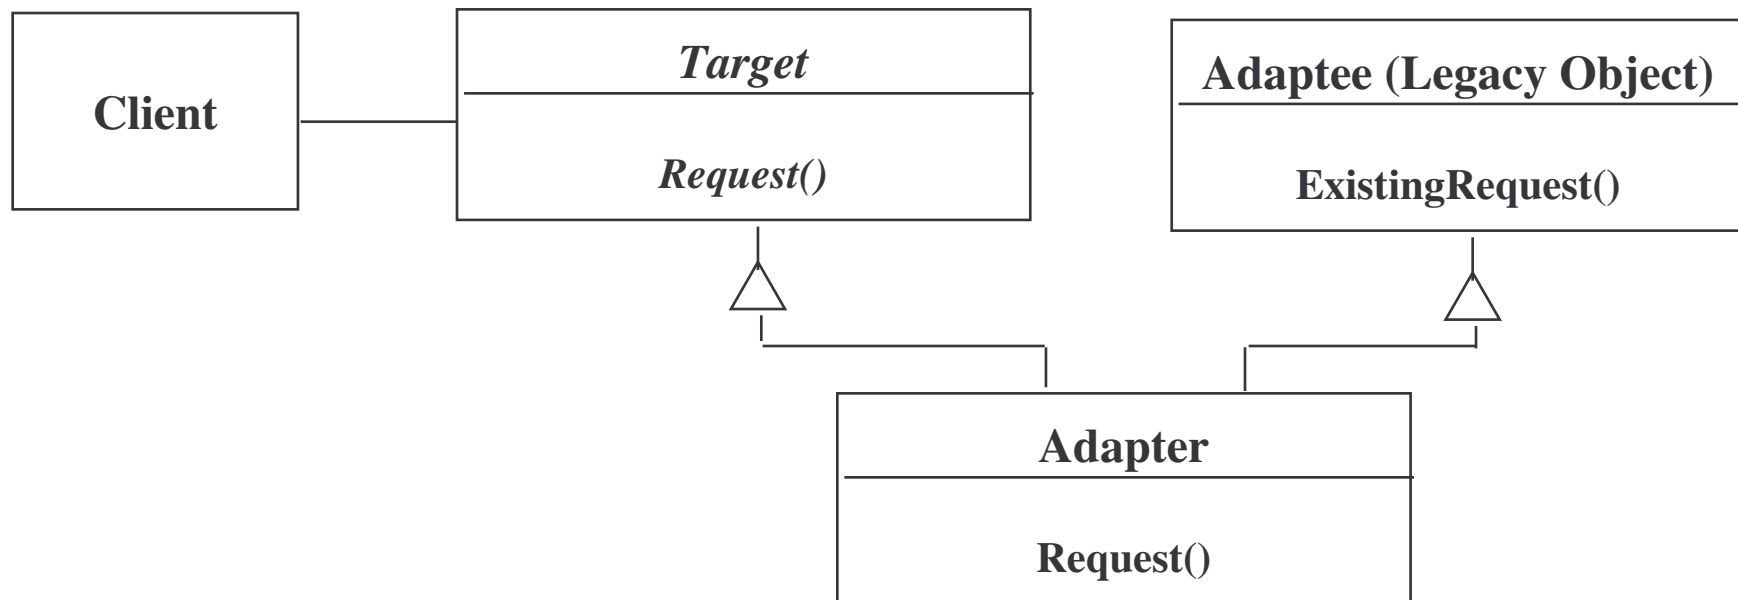 Client
Target
Request()
Adaptee (Legacy Object)
ExistingRequest()
Adapter
Request()